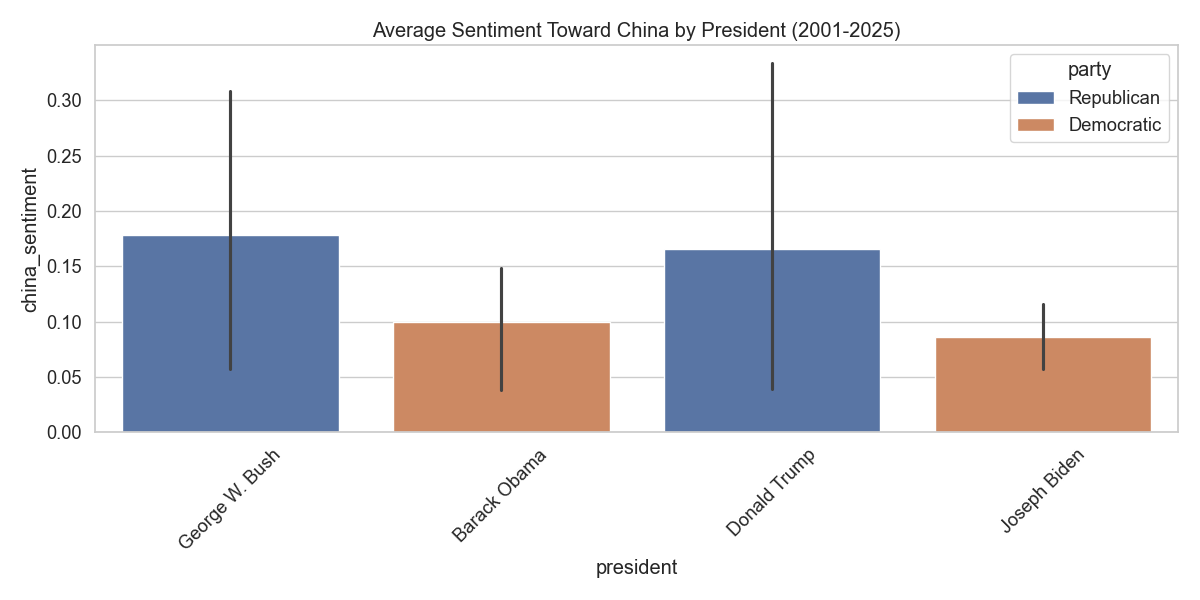 Average Sentiment Toward China by President (2001-2025)
party
Republican
Democratic
china_sentiment
0.30
0.25
0.20
0.15
0.10
0.05
0.00
George W. Bush
Barack Obama
Donald Trump
Joseph Biden
president